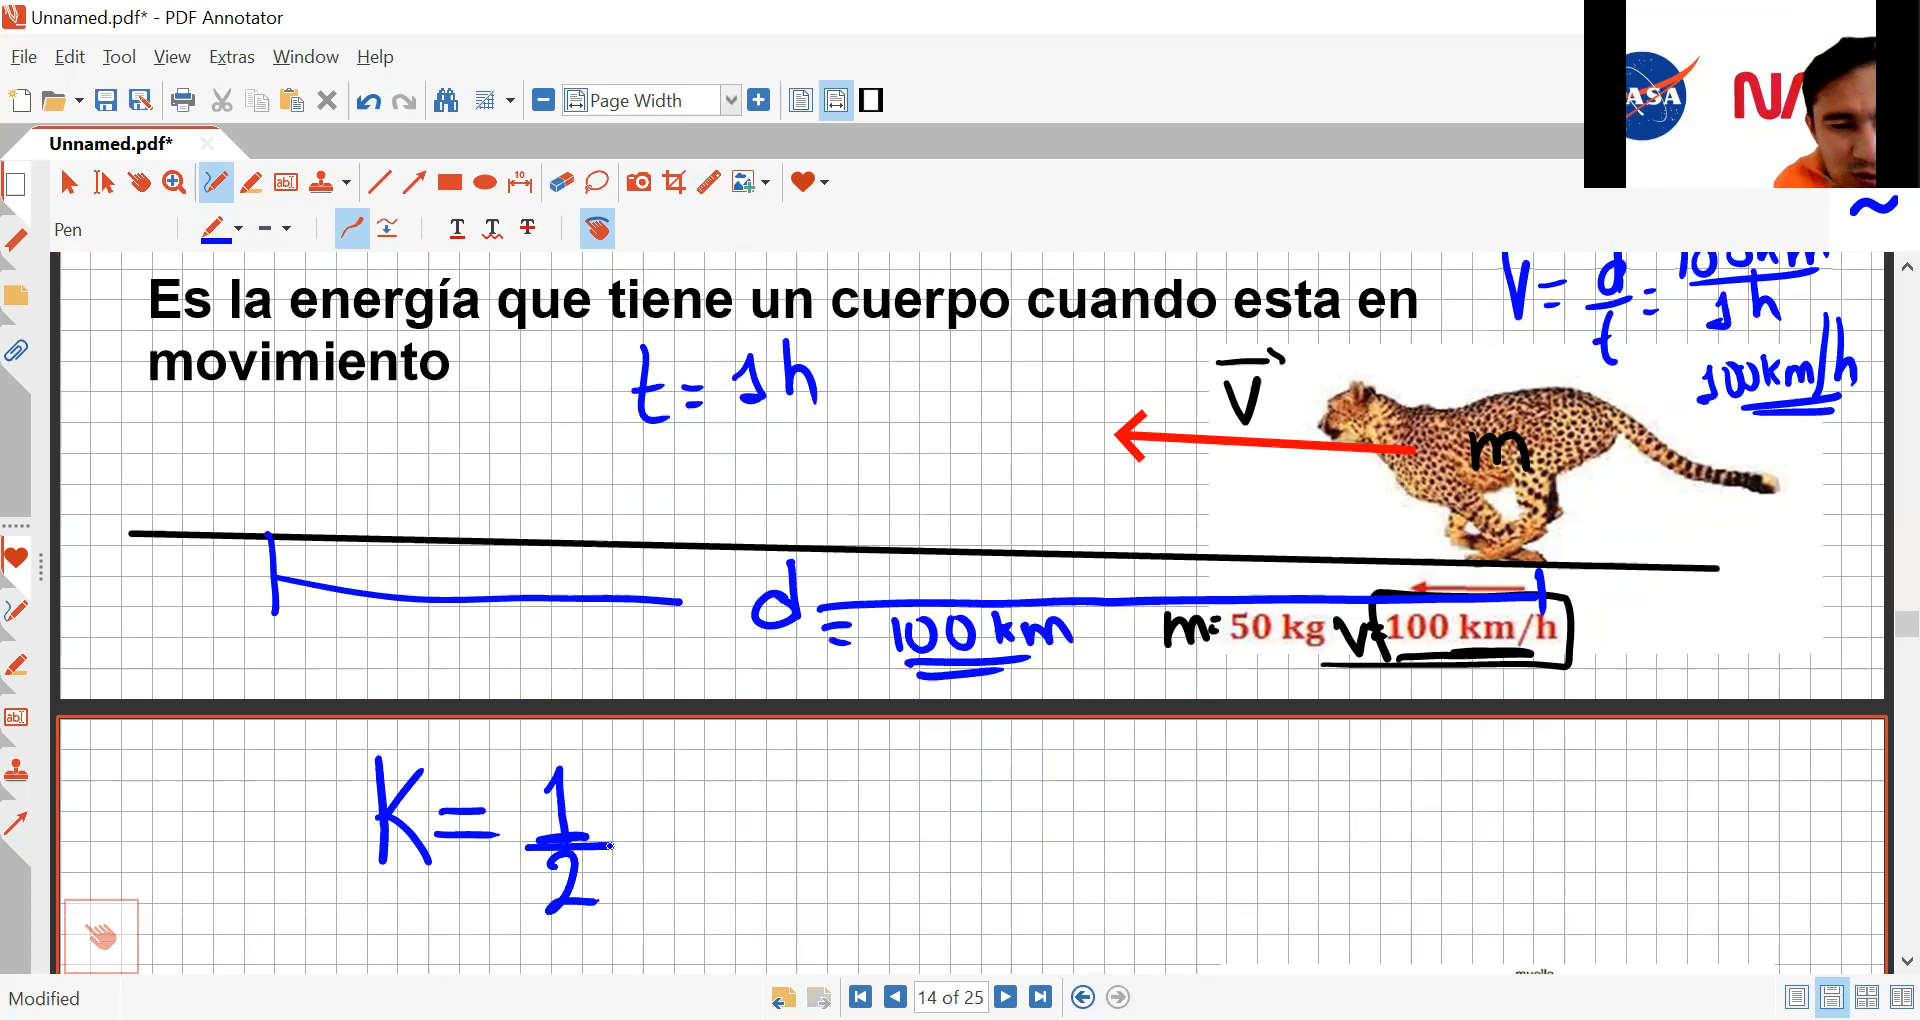 Unnamed.pdf* - PDF Annotator
File Edit Tool View Extras Window Help
Page Width
Unnamed.pdf*
10
Pen
NASA
Es la energía que tiene un cuerpo cuando esta en
movimiento
V = d/t = 100km/1h
100km/h
t = 1h
V
m
d = 100 km
m= 50 kg V= 100 km/h
K = 1/2
Modified
14 of 25